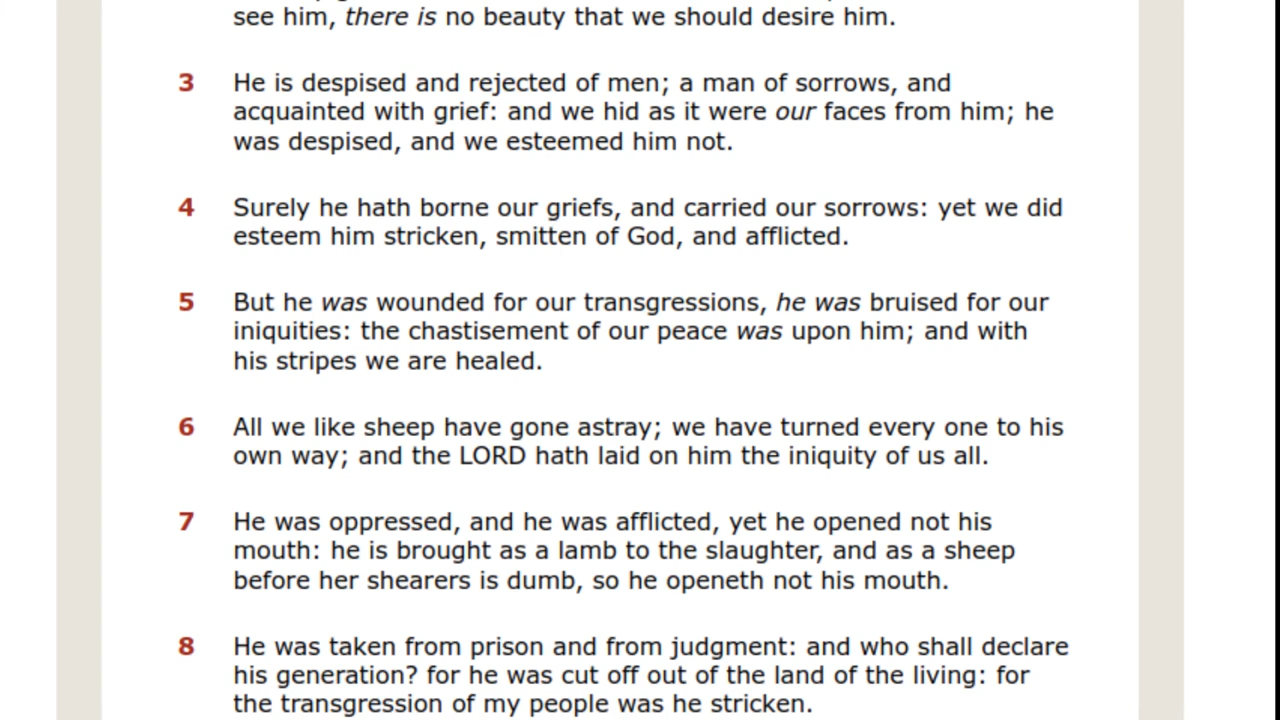 see him, there is no beauty that we should desire him.
3 He is despised and rejected of men; a man of sorrows, and
acquainted with grief: and we hid as it were our faces from him; he
was despised, and we esteemed him not.
4 Surely he hath borne our griefs, and carried our sorrows: yet we did
esteem him stricken, smitten of God, and afflicted.
5 But he was wounded for our transgressions, he was bruised for our
iniquities: the chastisement of our peace was upon him; and with
his stripes we are healed.
6 All we like sheep have gone astray; we have turned every one to his
own way; and the LORD hath laid on him the iniquity of us all.
7 He was oppressed, and he was afflicted, yet he opened not his
mouth: he is brought as a lamb to the slaughter, and as a sheep
before her shearers is dumb, so he openeth not his mouth.
8 He was taken from prison and from judgment: and who shall declare
his generation? for he was cut off out of the land of the living: for
the transgression of my people was he stricken.